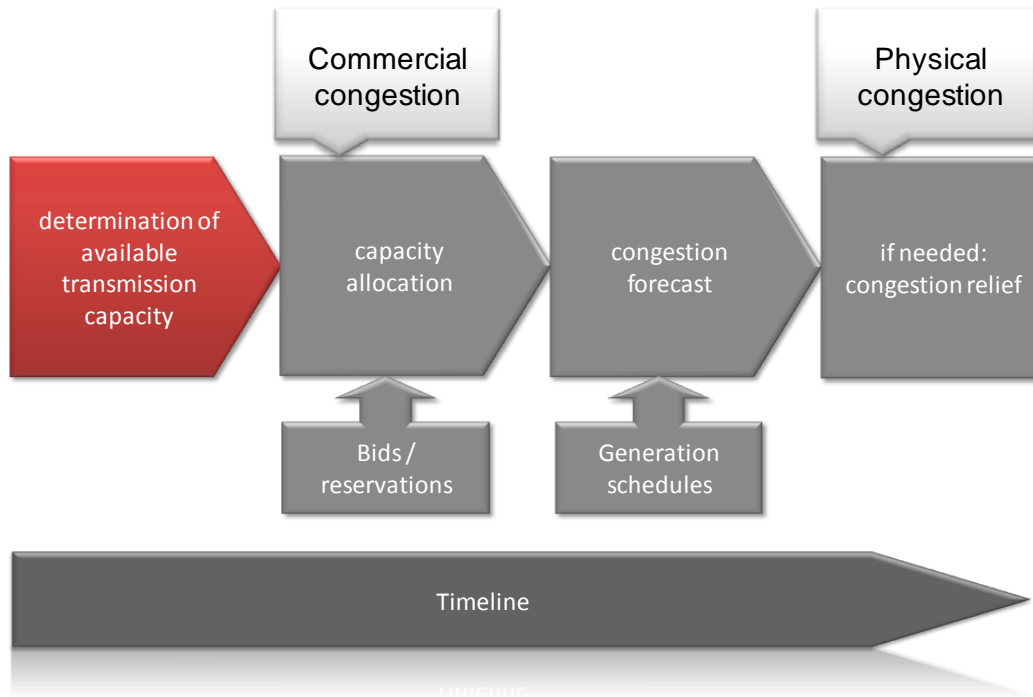 Commercial
congestion
Physical
congestion
determination of
available
transmission
capacity
capacity
allocation
congestion
forecast
if needed:
congestion relief
Bids /
reservations
Generation
schedules
Timeline